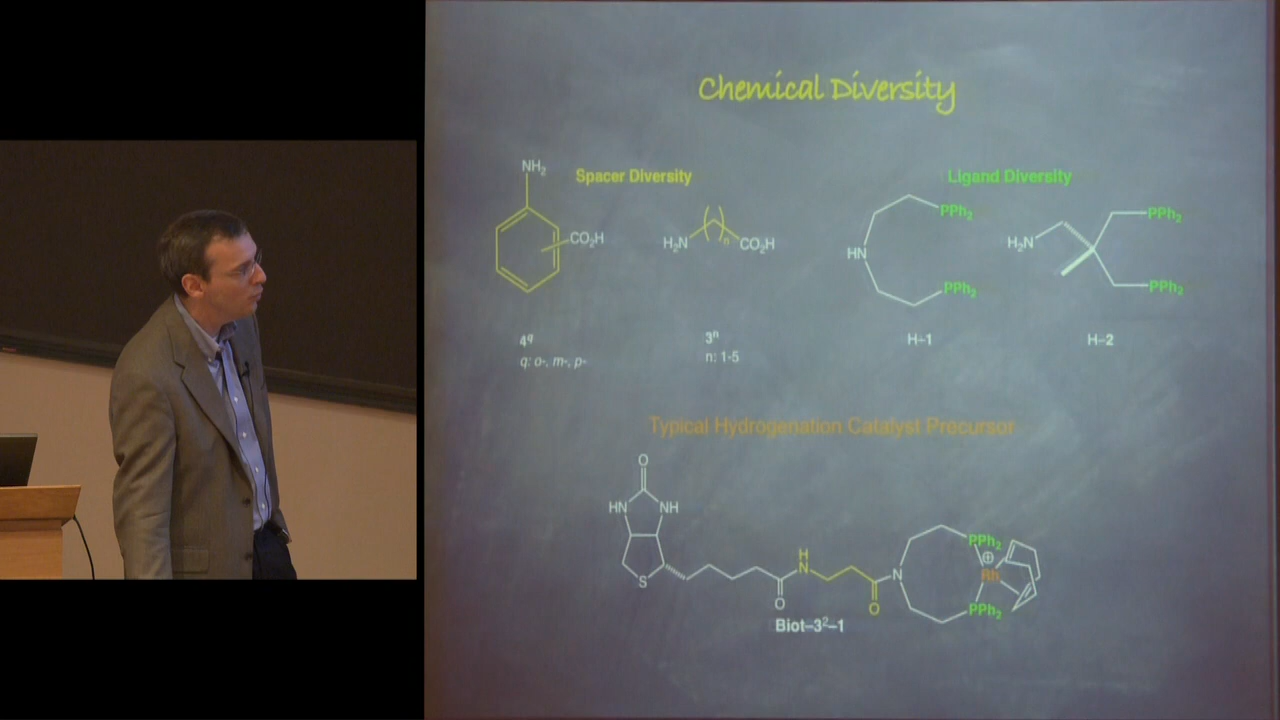 Chemical Diversity
Spacer Diversity
NH₂
CO₂H
4q
q: o-, m-, p-
H₂N
n
CO₂H
3ⁿ
n: 1-5
Ligand Diversity
PPh₂
HN
PPh₂
H–1
H₂N
PPh₂
PPh₂
H–2
Typical Hydrogenation Catalyst Precursor
O
HN
NH
S
O
H
N
O
N
PPh₂
⊕
Rh
PPh₂
Biot–3²–1